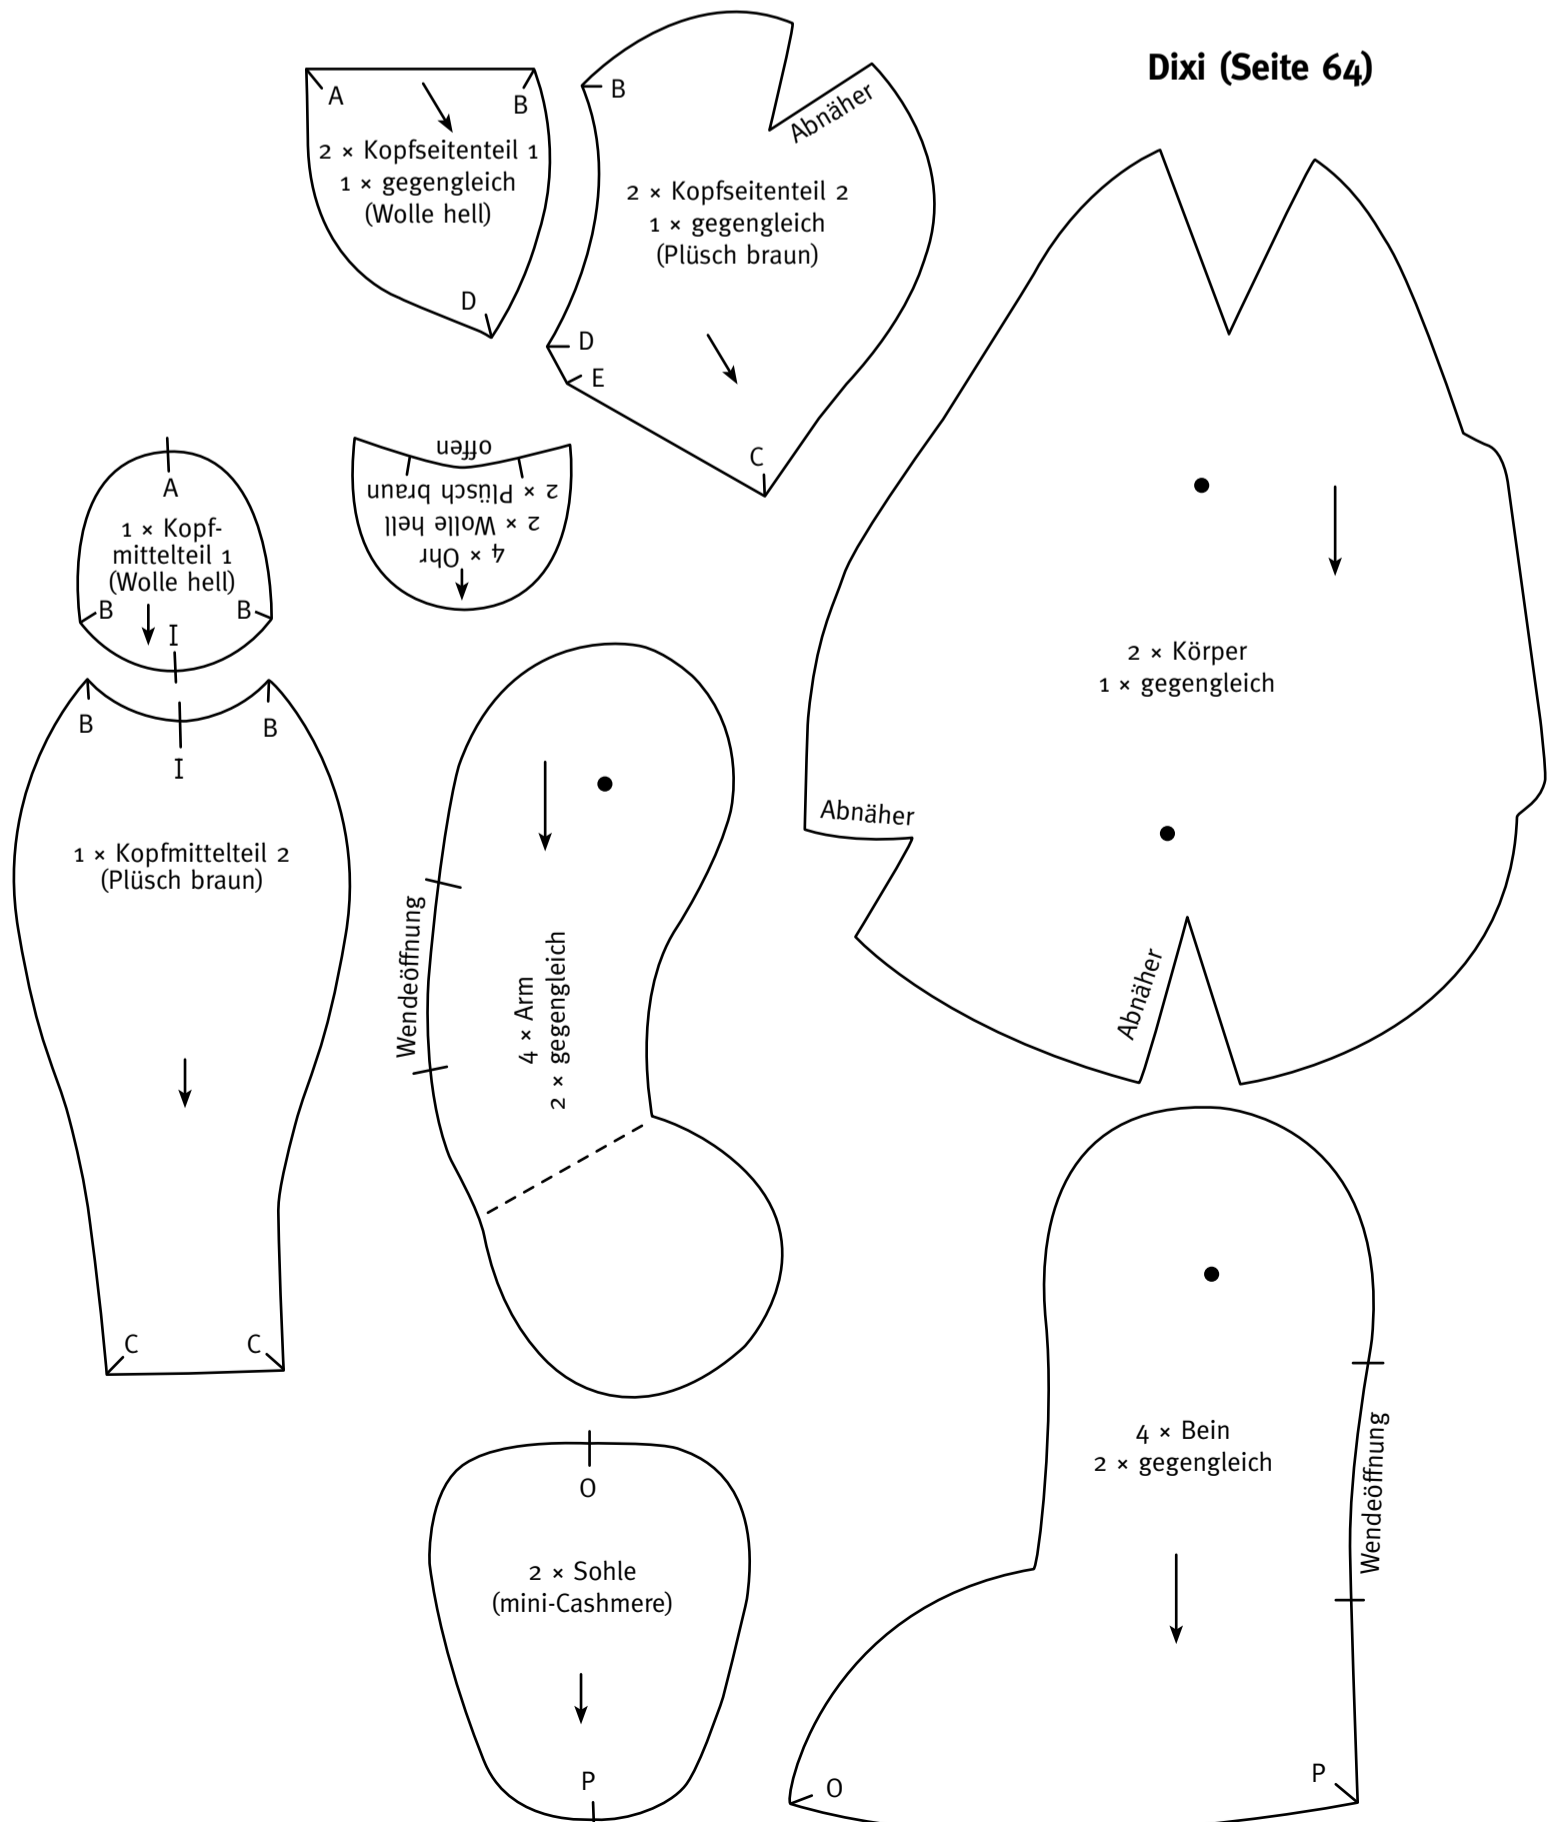 Dixi (Seite 64)
A
B
2 × Kopfseitenteil 1
1 × gegengleich
(Wolle hell)
D
B
Abnäher
2 × Kopfseitenteil 2
1 × gegengleich
(Plüsch braun)
D
E
C
A
1 × Kopf-
mittelteil 1
(Wolle hell)
B
B
I
4 × Ohr
2 × Wolle hell
2 × Plüsch braun
offen
B
B
I
1 × Kopfmittelteil 2
(Plüsch braun)
C
C
Wendeöffnung
4 × Arm
2 × gegengleich
2 × Körper
1 × gegengleich
Abnäher
Abnäher
O
2 × Sohle
(mini-Cashmere)
P
4 × Bein
2 × gegengleich
Wendeöffnung
O
P